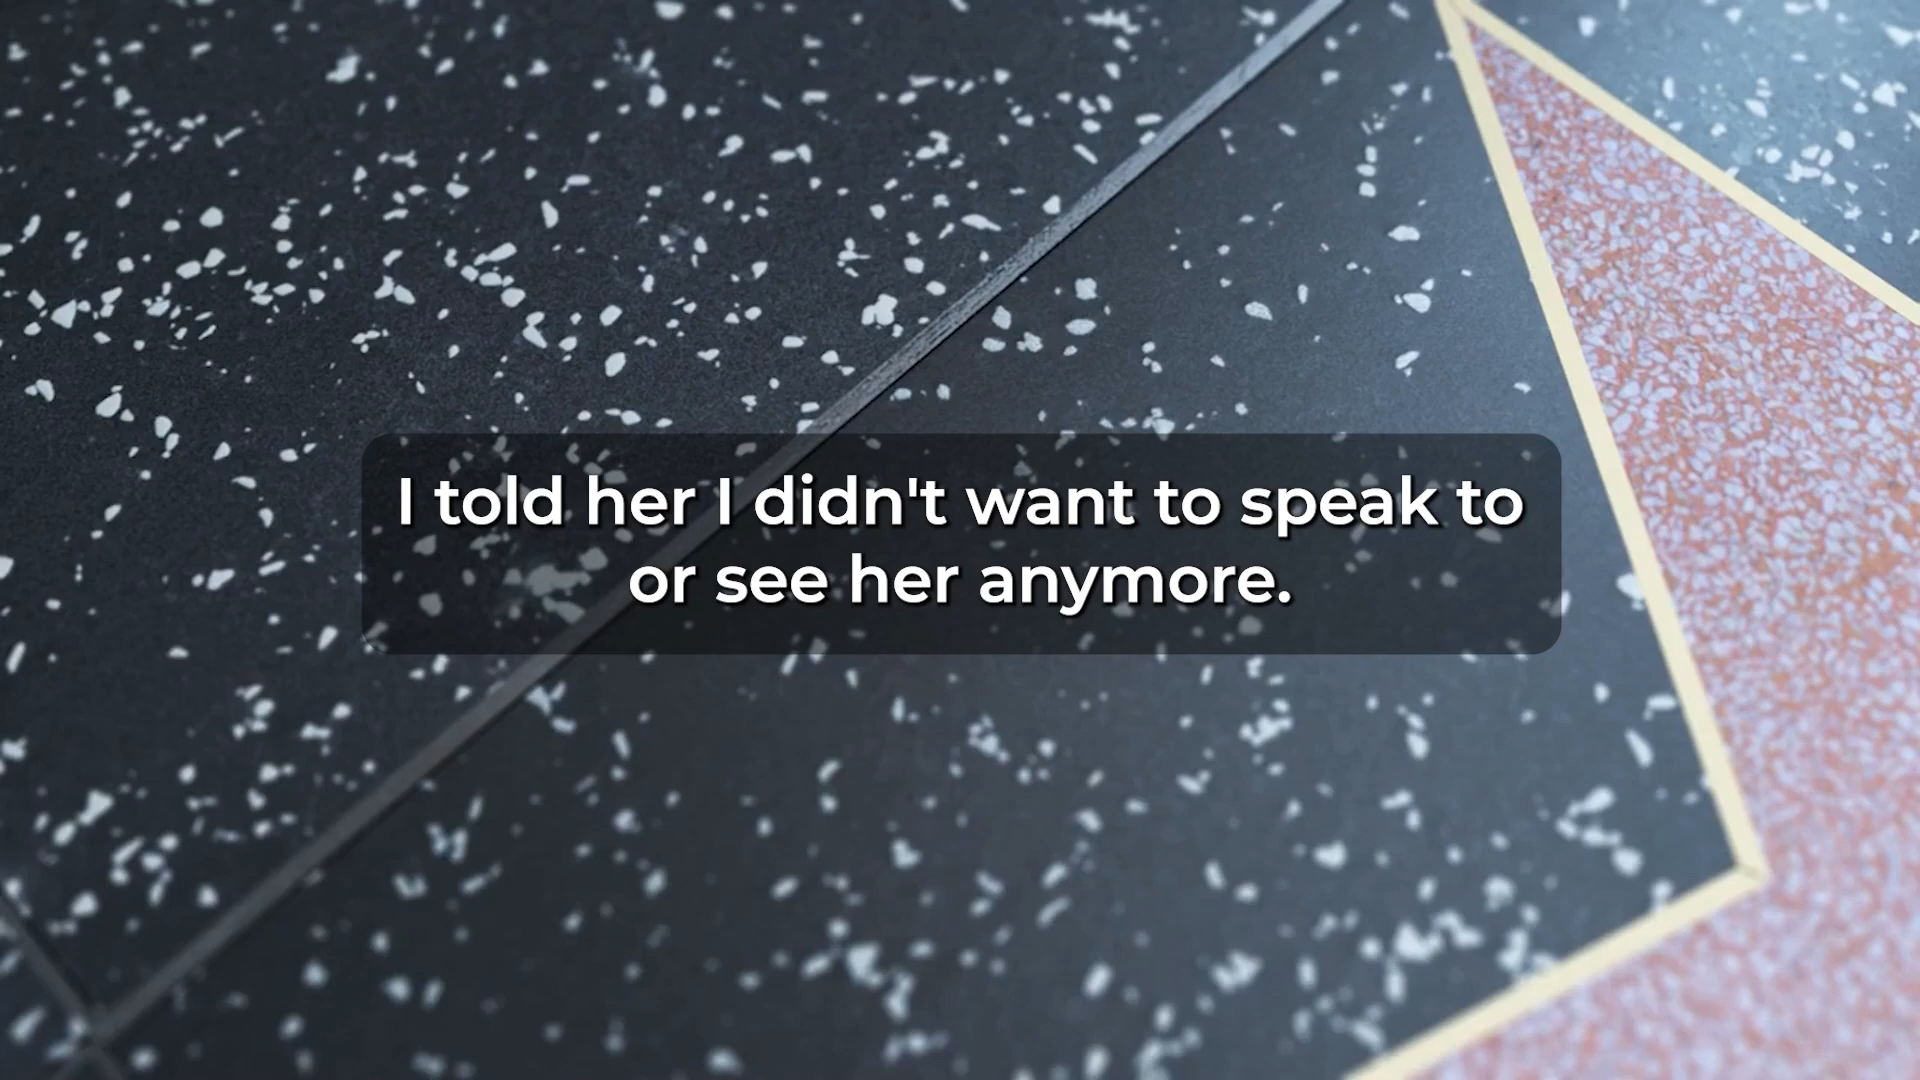 I told her I didn't want to speak to
or see her anymore.